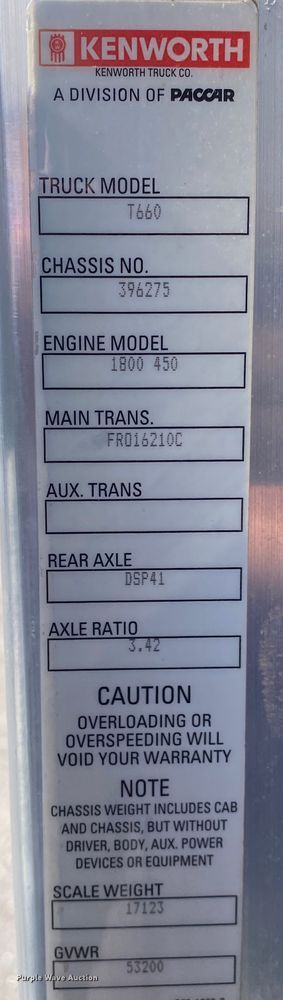 KENWORTH
KENWORTH TRUCK CO.
A DIVISION OF PACCAR
TRUCK MODEL
T660
CHASSIS NO.
396275
ENGINE MODEL
1800 450
MAIN TRANS.
FRO16210C
AUX. TRANS
REAR AXLE
DSP41
AXLE RATIO
3.42
CAUTION
OVERLOADING OR
OVERSPEEDING WILL
VOID YOUR WARRANTY
NOTE
CHASSIS WEIGHT INCLUDES CAB
AND CHASSIS, BUT WITHOUT
DRIVER, BODY, AUX. POWER
DEVICES OR EQUIPMENT
SCALE WEIGHT
17123
GVWR
53200
Purple Wave Auction